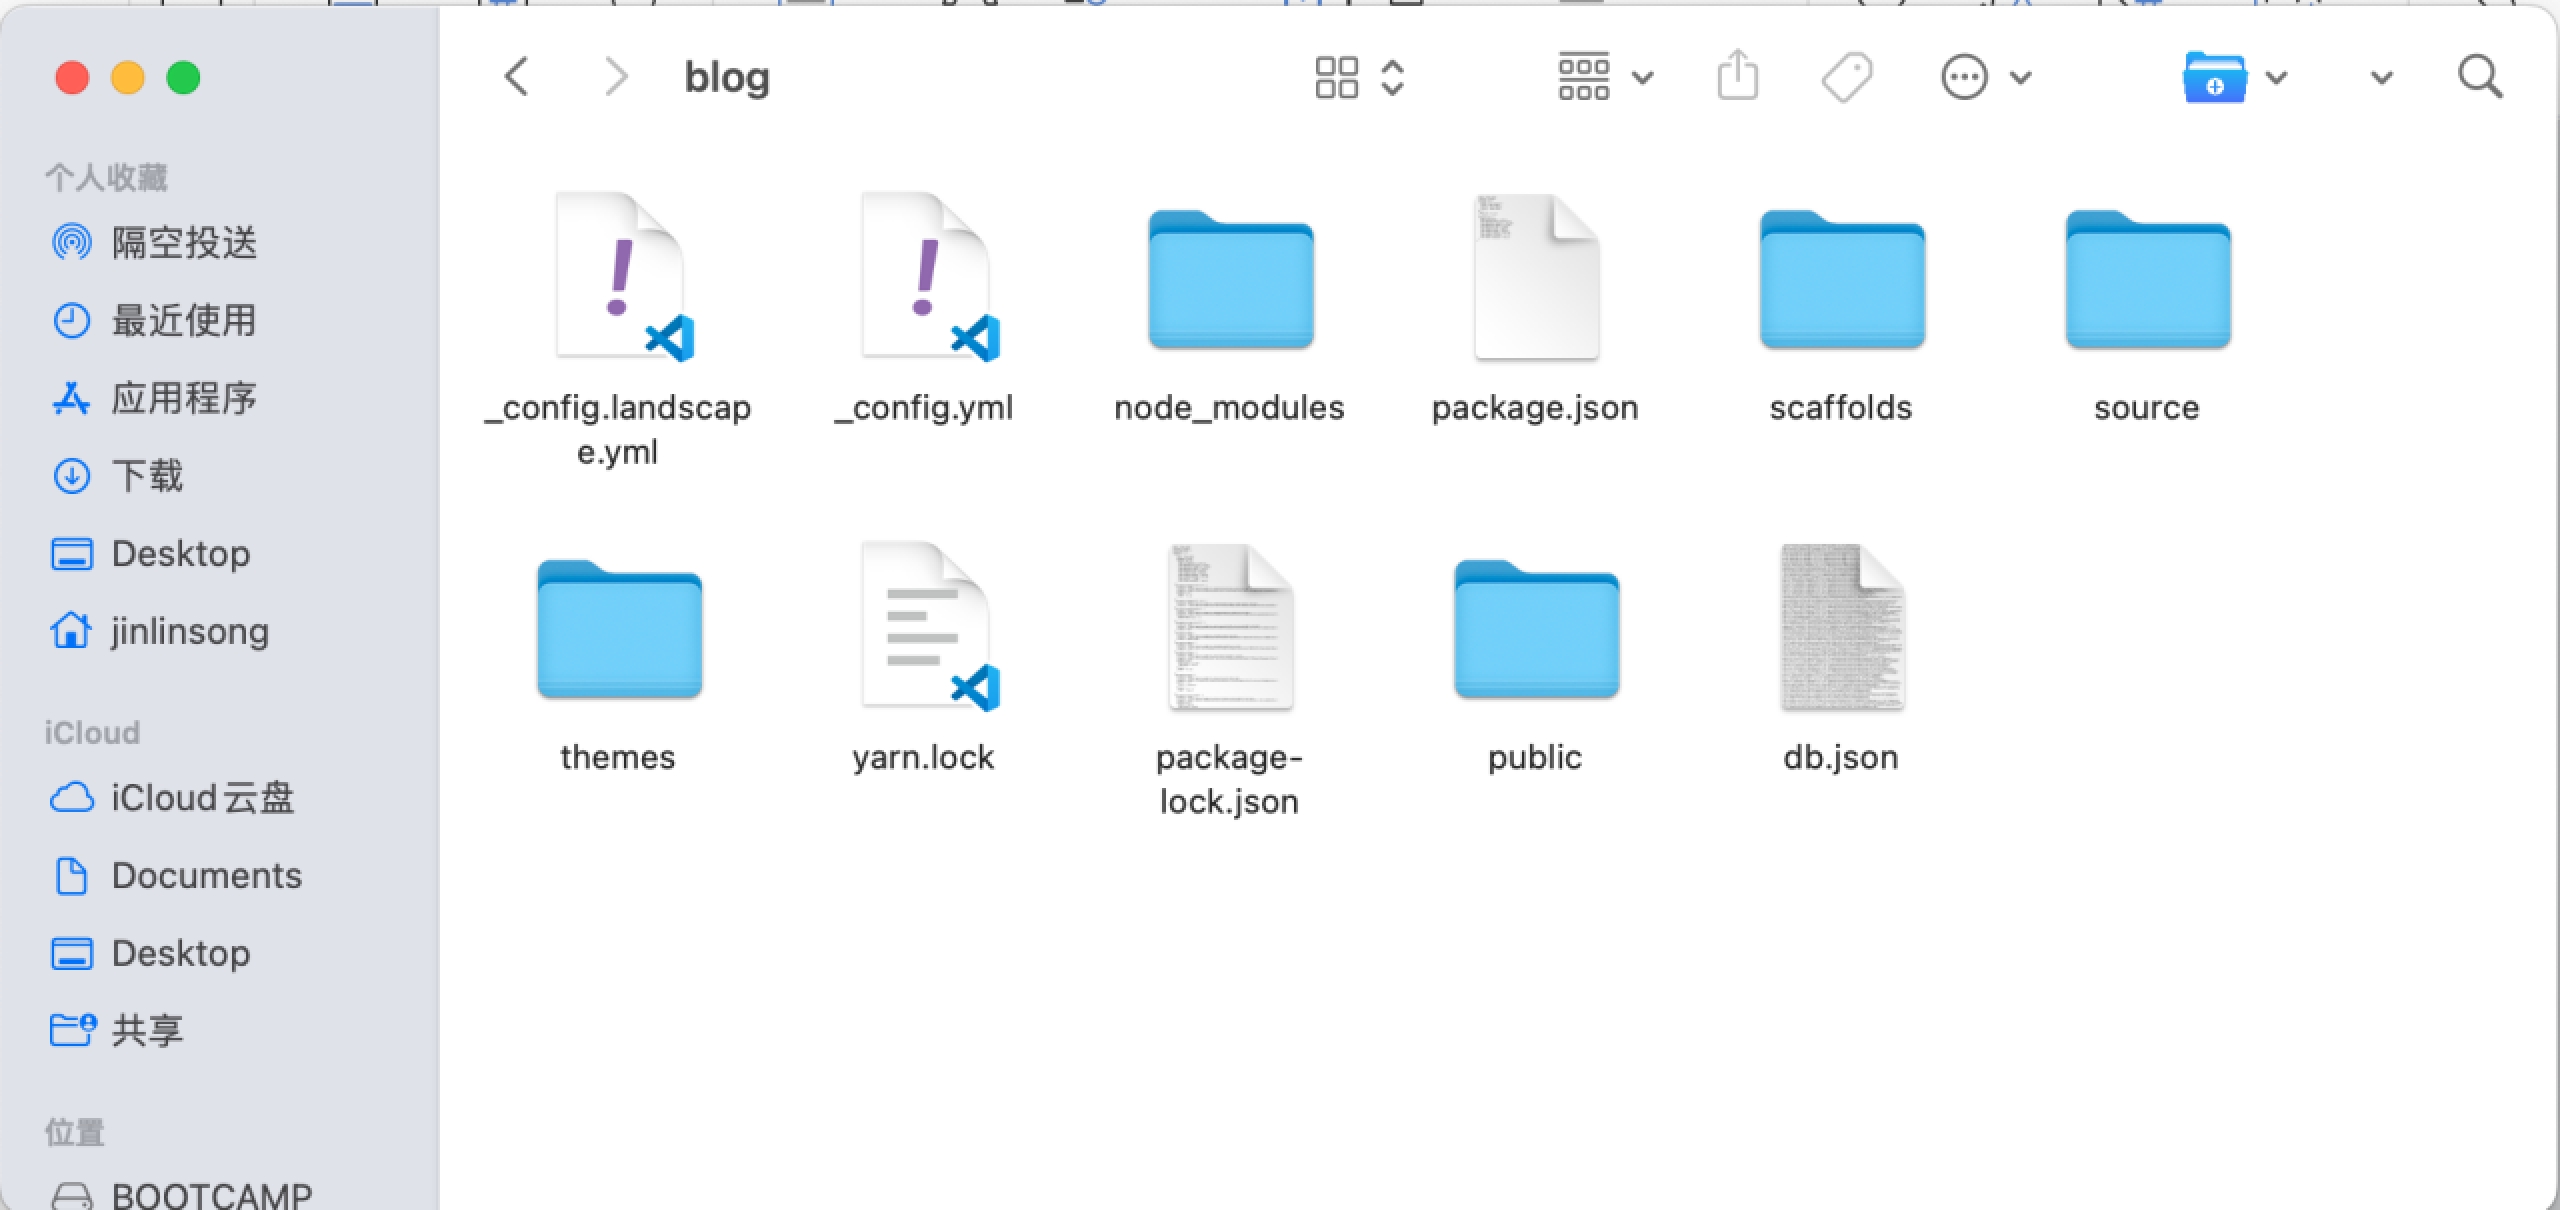 blog
个人收藏
隔空投送
最近使用
应用程序
下载
Desktop
jinlinsong
iCloud
iCloud云盘
Documents
Desktop
共享
位置
BOOTCAMP
_config.landscap
e.yml
_config.yml
node_modules
package.json
scaffolds
source
themes
yarn.lock
package-
lock.json
public
db.json